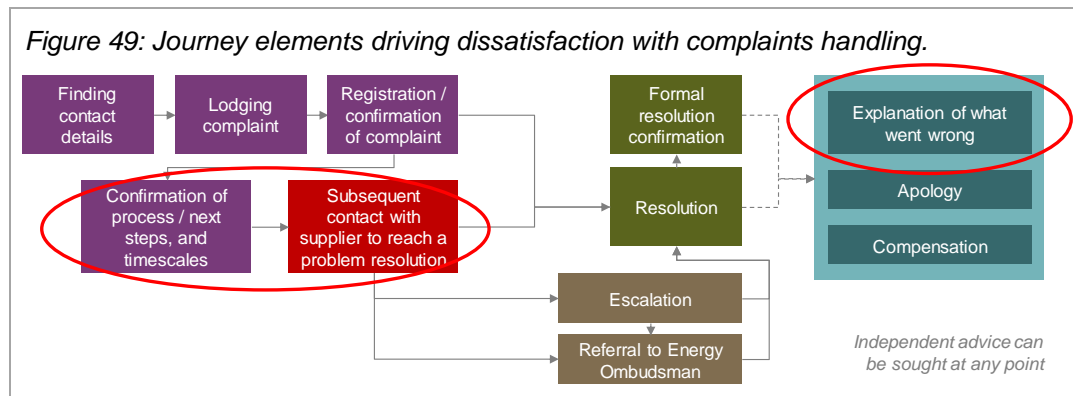 Figure 49: Journey elements driving dissatisfaction with complaints handling.
Finding
contact
details
Lodging
complaint
Registration /
confirmation
of complaint
Formal
resolution
confirmation
Explanation of what
went wrong
Confirmation of
process / next
steps, and
timescales
Subsequent
contact with
supplier to reach a
problem resolution
Resolution
Apology
Compensation
Escalation
Referral to Energy
Ombudsman
Independent advice can
be sought at any point